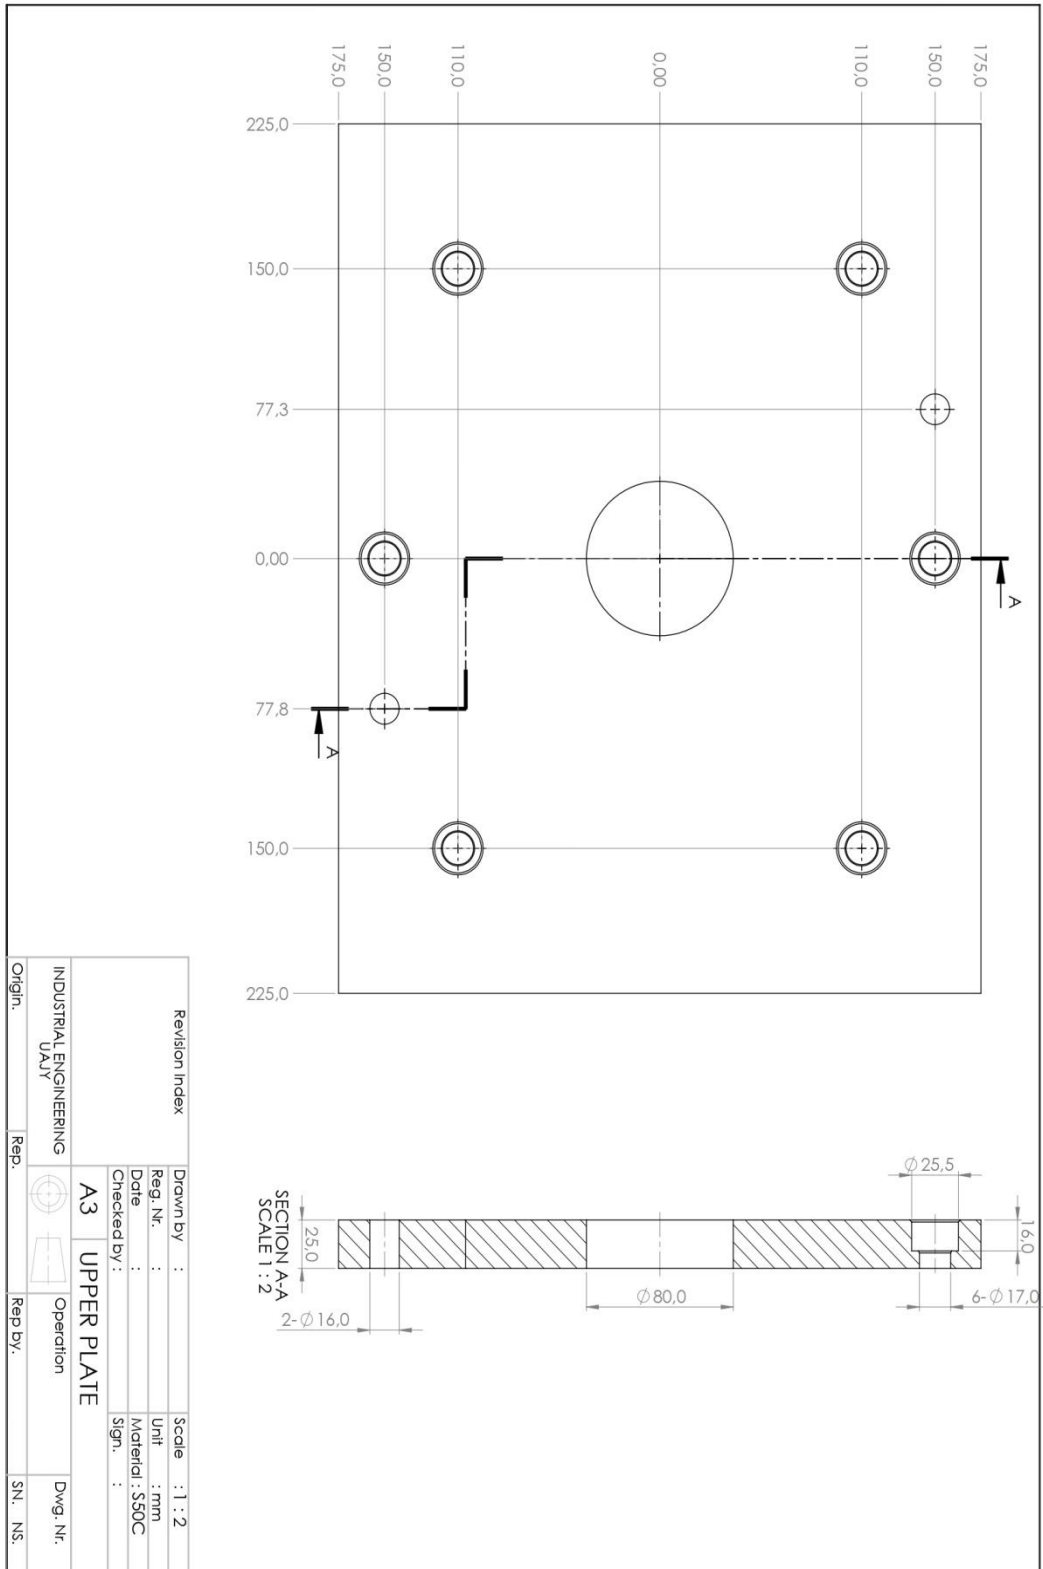 175,0
150,0
110,0
0,00
110,0
150,0
175,0
225,0
150,0
77,3
0,00
77,8
150,0
225,0
A
A
Ø 25,5
16,0
6- Ø 17,0
Ø 80,0
25,0
2- Ø 16,0
SECTION A-A
SCALE 1 : 2
Revision Index
Drawn by :
Scale : 1 : 2
Reg. Nr. :
Unit : mm
Date :
Material : S50C
Checked by :
Sign. :
A3
UPPER PLATE
INDUSTRIAL ENGINEERING
UAJY
Operation
Dwg. Nr.
Origin.
Rep.
Rep by.
SN. NS.